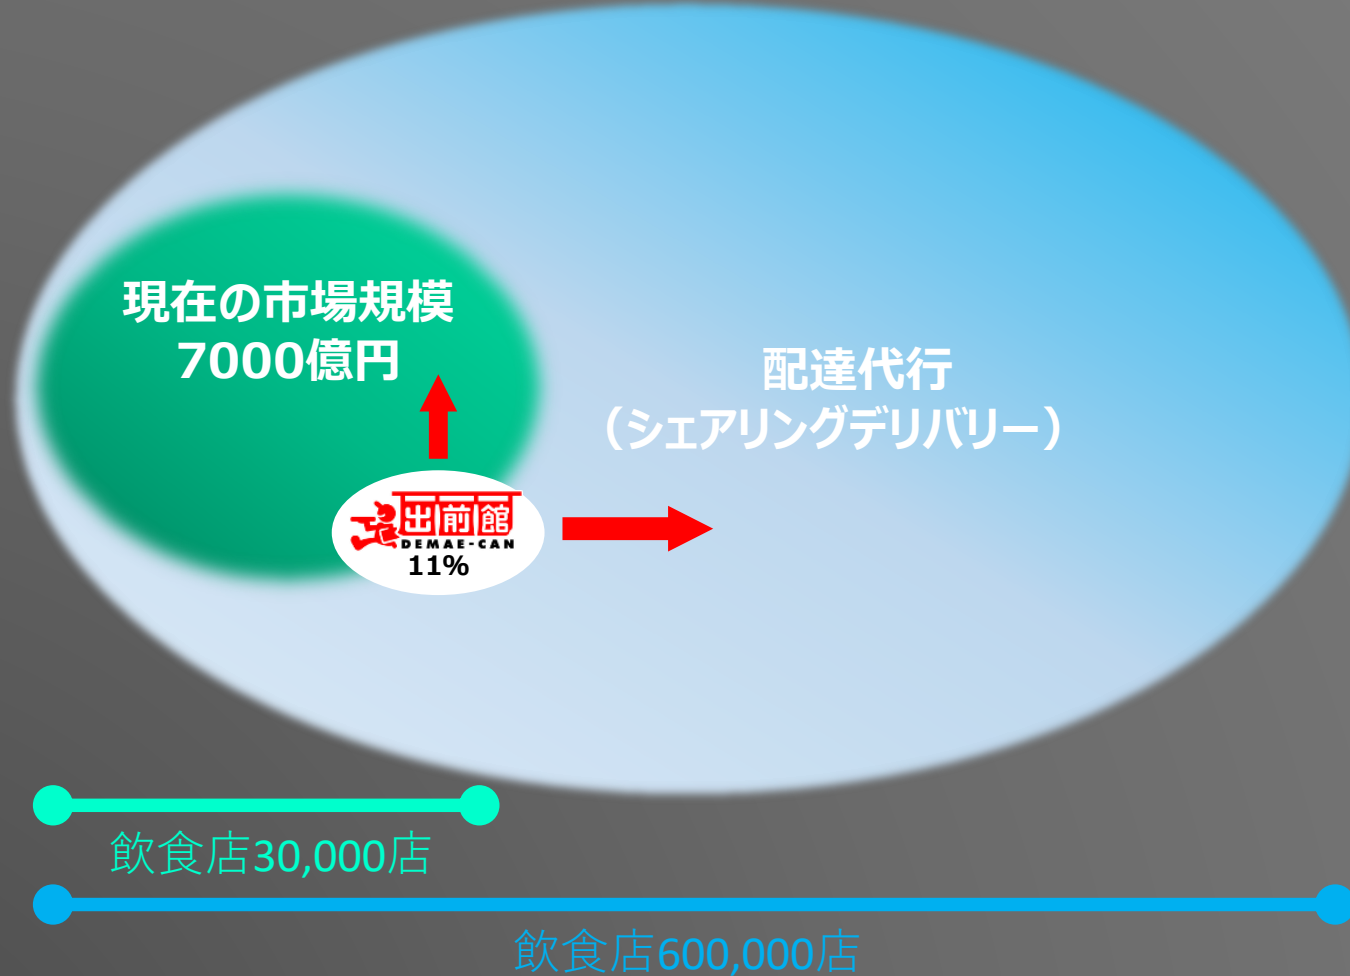 現在の市場規模
7000億円
配達代行
（シェアリングデリバリー）
出前館
DEMAE-CAN
11%
飲食店30,000店
飲食店600,000店